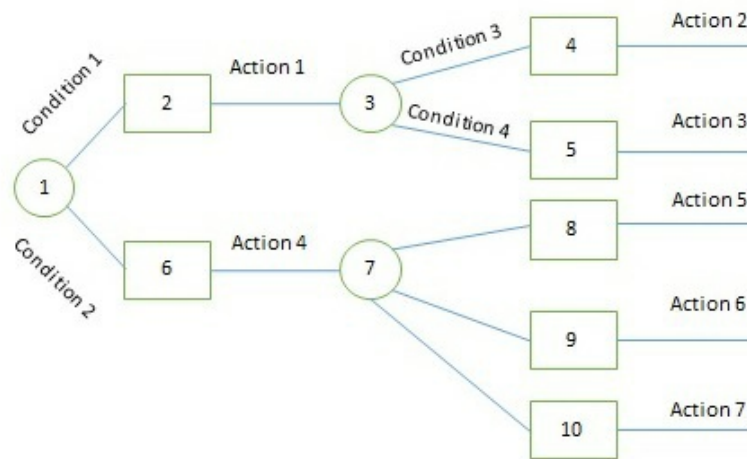 Condition 1
1
Condition 2
2
Action 1
3
Condition 3
Condition 4
4
Action 2
5
Action 3
6
Action 4
7
8
Action 5
9
Action 6
10
Action 7